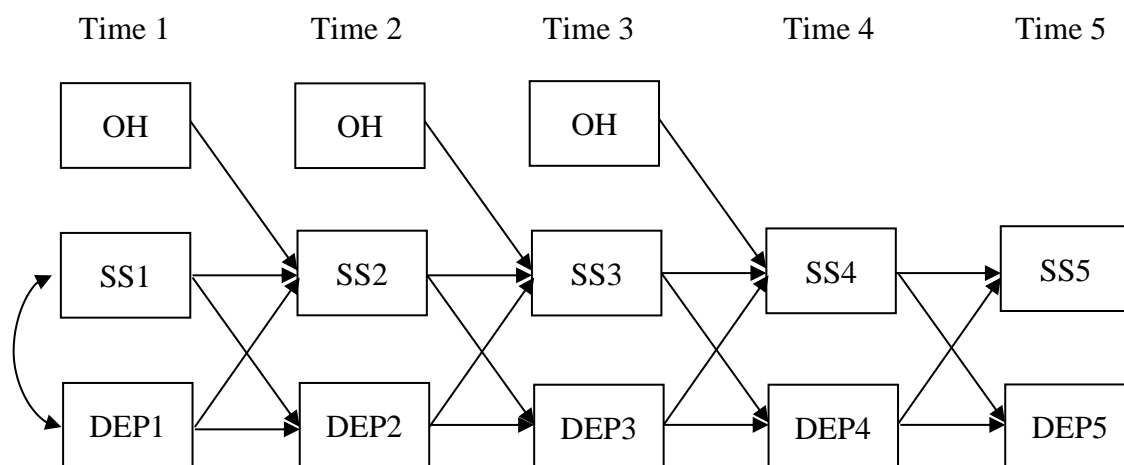 Time 1 Time 2 Time 3 Time 4 Time 5
OH OH OH
SS1 SS2 SS3 SS4 SS5
DEP1 DEP2 DEP3 DEP4 DEP5